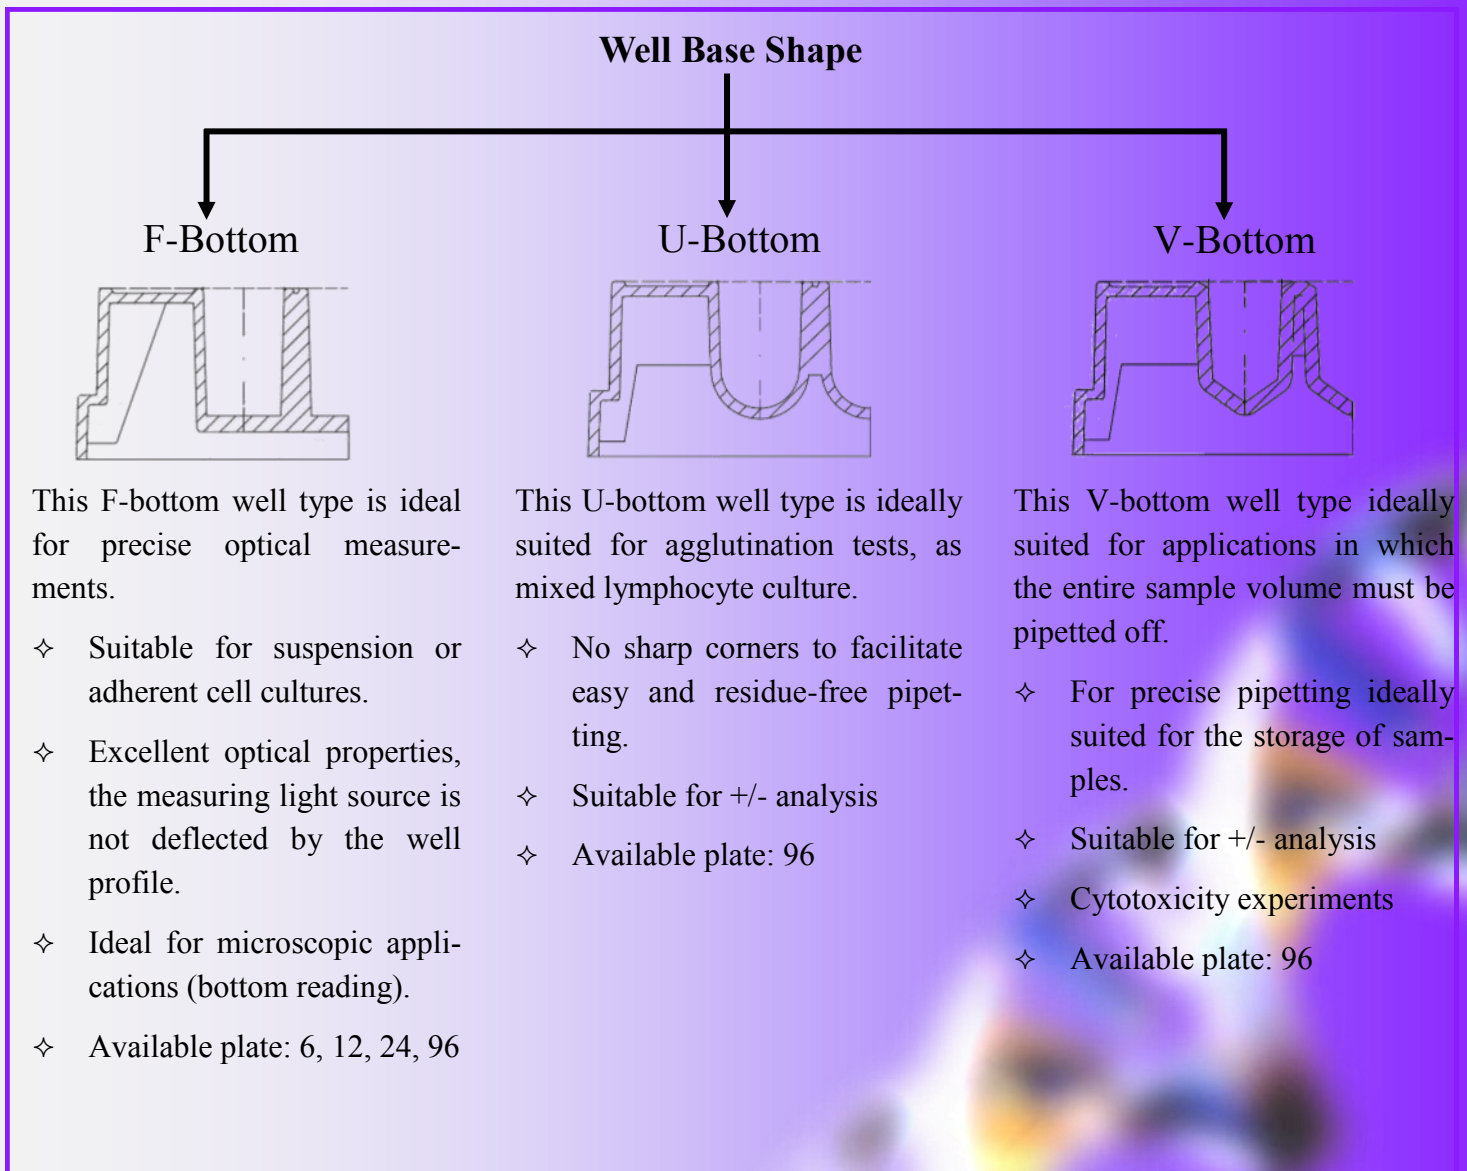 Well Base Shape
F-Bottom
U-Bottom
V-Bottom
This F-bottom well type is ideal
for precise optical measure-
ments.
✧ Suitable for suspension or
adherent cell cultures.
✧ Excellent optical properties,
the measuring light source is
not deflected by the well
profile.
✧ Ideal for microscopic appli-
cations (bottom reading).
✧ Available plate: 6, 12, 24, 96
This U-bottom well type is ideally
suited for agglutination tests, as
mixed lymphocyte culture.
✧ No sharp corners to facilitate
easy and residue-free pipet-
ting.
✧ Suitable for +/- analysis
✧ Available plate: 96
This V-bottom well type ideally
suited for applications in which
the entire sample volume must be
pipetted off.
✧ For precise pipetting ideally
suited for the storage of sam-
ples.
✧ Suitable for +/- analysis
✧ Cytotoxicity experiments
✧ Available plate: 96